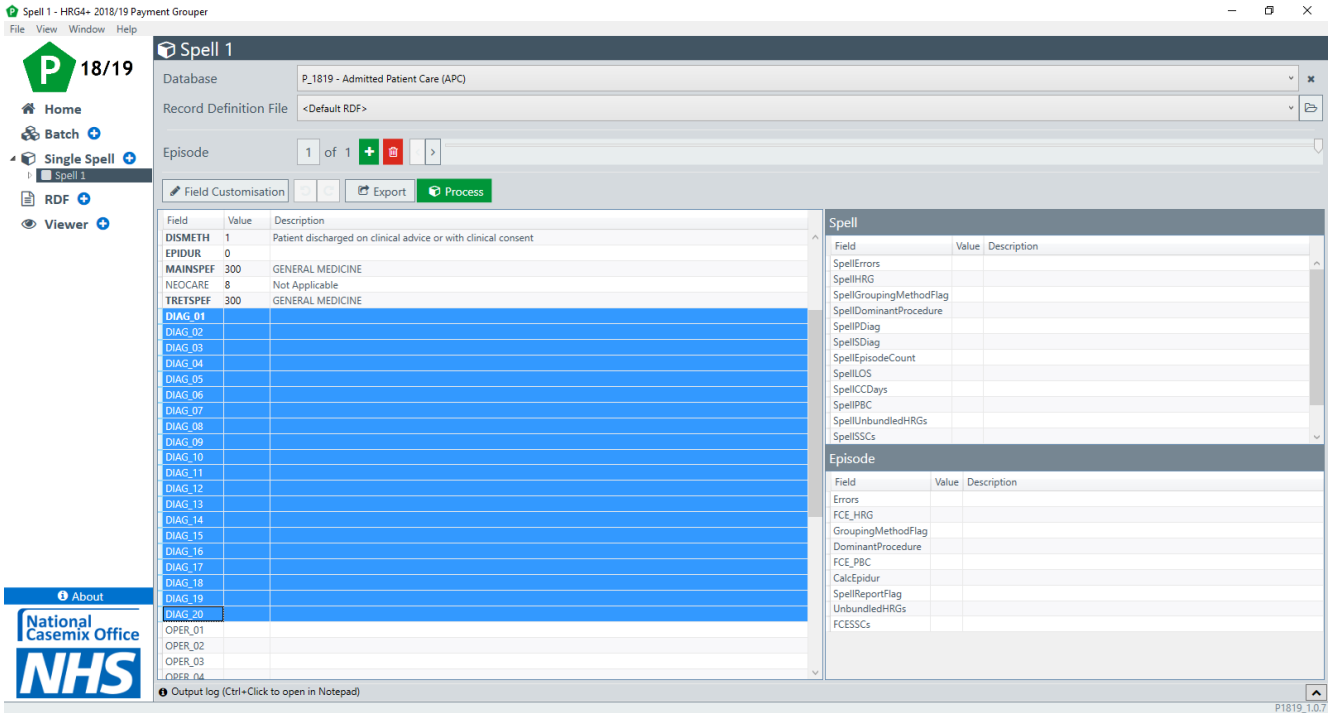 Spell 1 - HRG4+ 2018/19 Payment Grouper
File View Window Help
P 18/19
Home
Batch
Single Spell
Spell 1
RDF
Viewer
About
National
Casemix Office
NHS
Spell 1
Database P_1819 - Admitted Patient Care (APC)
Record Definition File <Default RDF>
Episode 1 of 1
Field Customisation Export Process
Field Value Description
DISMETH 1 Patient discharged on clinical advice or with clinical consent
EPIDUR 0
MAINSPEF 300 GENERAL MEDICINE
NEOCARE 8 Not Applicable
TRETSPEF 300 GENERAL MEDICINE
DIAG_01
DIAG_02
DIAG_03
DIAG_04
DIAG_05
DIAG_06
DIAG_07
DIAG_08
DIAG_09
DIAG_10
DIAG_11
DIAG_12
DIAG_13
DIAG_14
DIAG_15
DIAG_16
DIAG_17
DIAG_18
DIAG_19
DIAG_20
OPER_01
OPER_02
OPER_03
OPER_04
Spell
Field Value Description
SpellErrors
SpellHRG
SpellGroupingMethodFlag
SpellDominantProcedure
SpellPDiag
SpellSDiag
SpellEpisodeCount
SpellLOS
SpellCCDays
SpellPBC
SpellUnbundledHRGs
SpellSSCs
Episode
Field Value Description
Errors
FCE_HRG
GroupingMethodFlag
DominantProcedure
FCE_PBC
CalcEpidur
SpellReportFlag
UnbundledHRGs
FCESSCs
Output log (Ctrl+Click to open in Notepad)
P1819_1.0.7